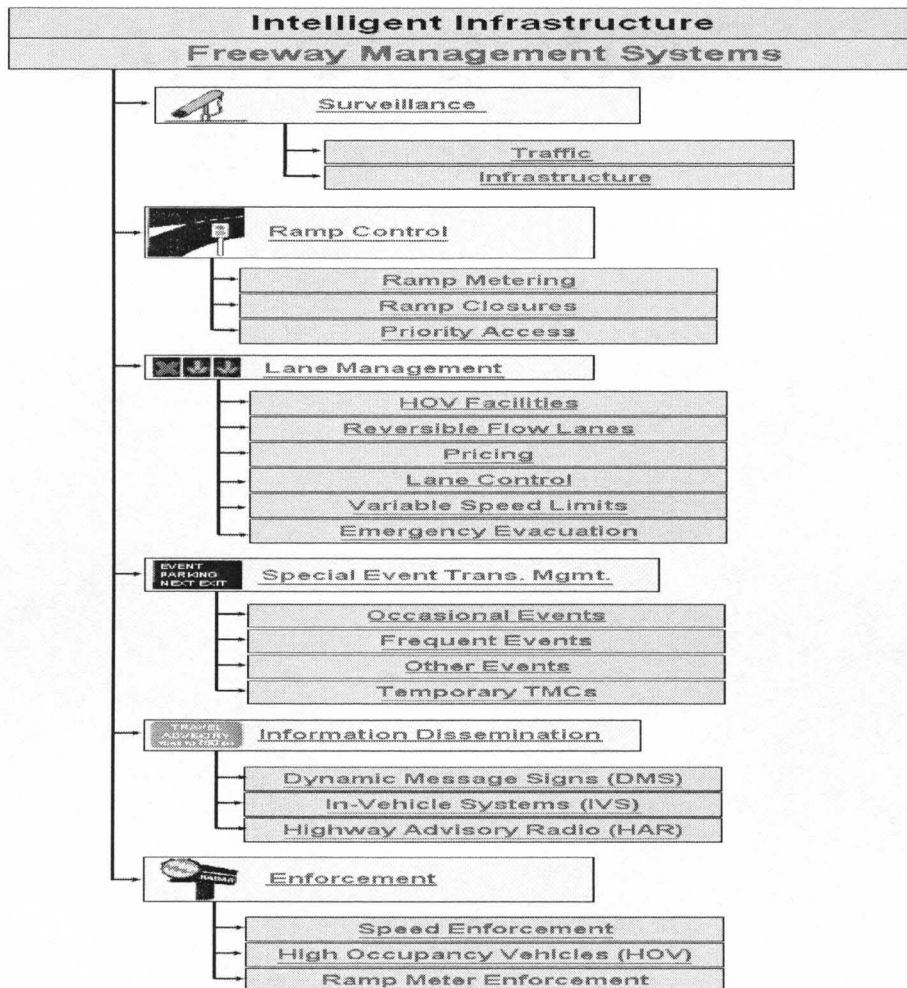 Intelligent Infrastructure
Freeway Management Systems
Surveillance
Traffic
Infrastructure
Ramp Control
Ramp Metering
Ramp Closures
Priority Access
Lane Management
HOV Facilities
Reversible Flow Lanes
Pricing
Lane Control
Variable Speed Limits
Emergency Evacuation
EVENT
PARKING
NEXT EXIT
Special Event Trans. Mgmt.
Occasional Events
Frequent Events
Other Events
Temporary TMCs
TRAVEL
ADVISORY
Information Dissemination
Dynamic Message Signs (DMS)
In-Vehicle Systems (IVS)
Highway Advisory Radio (HAR)
RADAR
Enforcement
Speed Enforcement
High Occupancy Vehicles (HOV)
Ramp Meter Enforcement